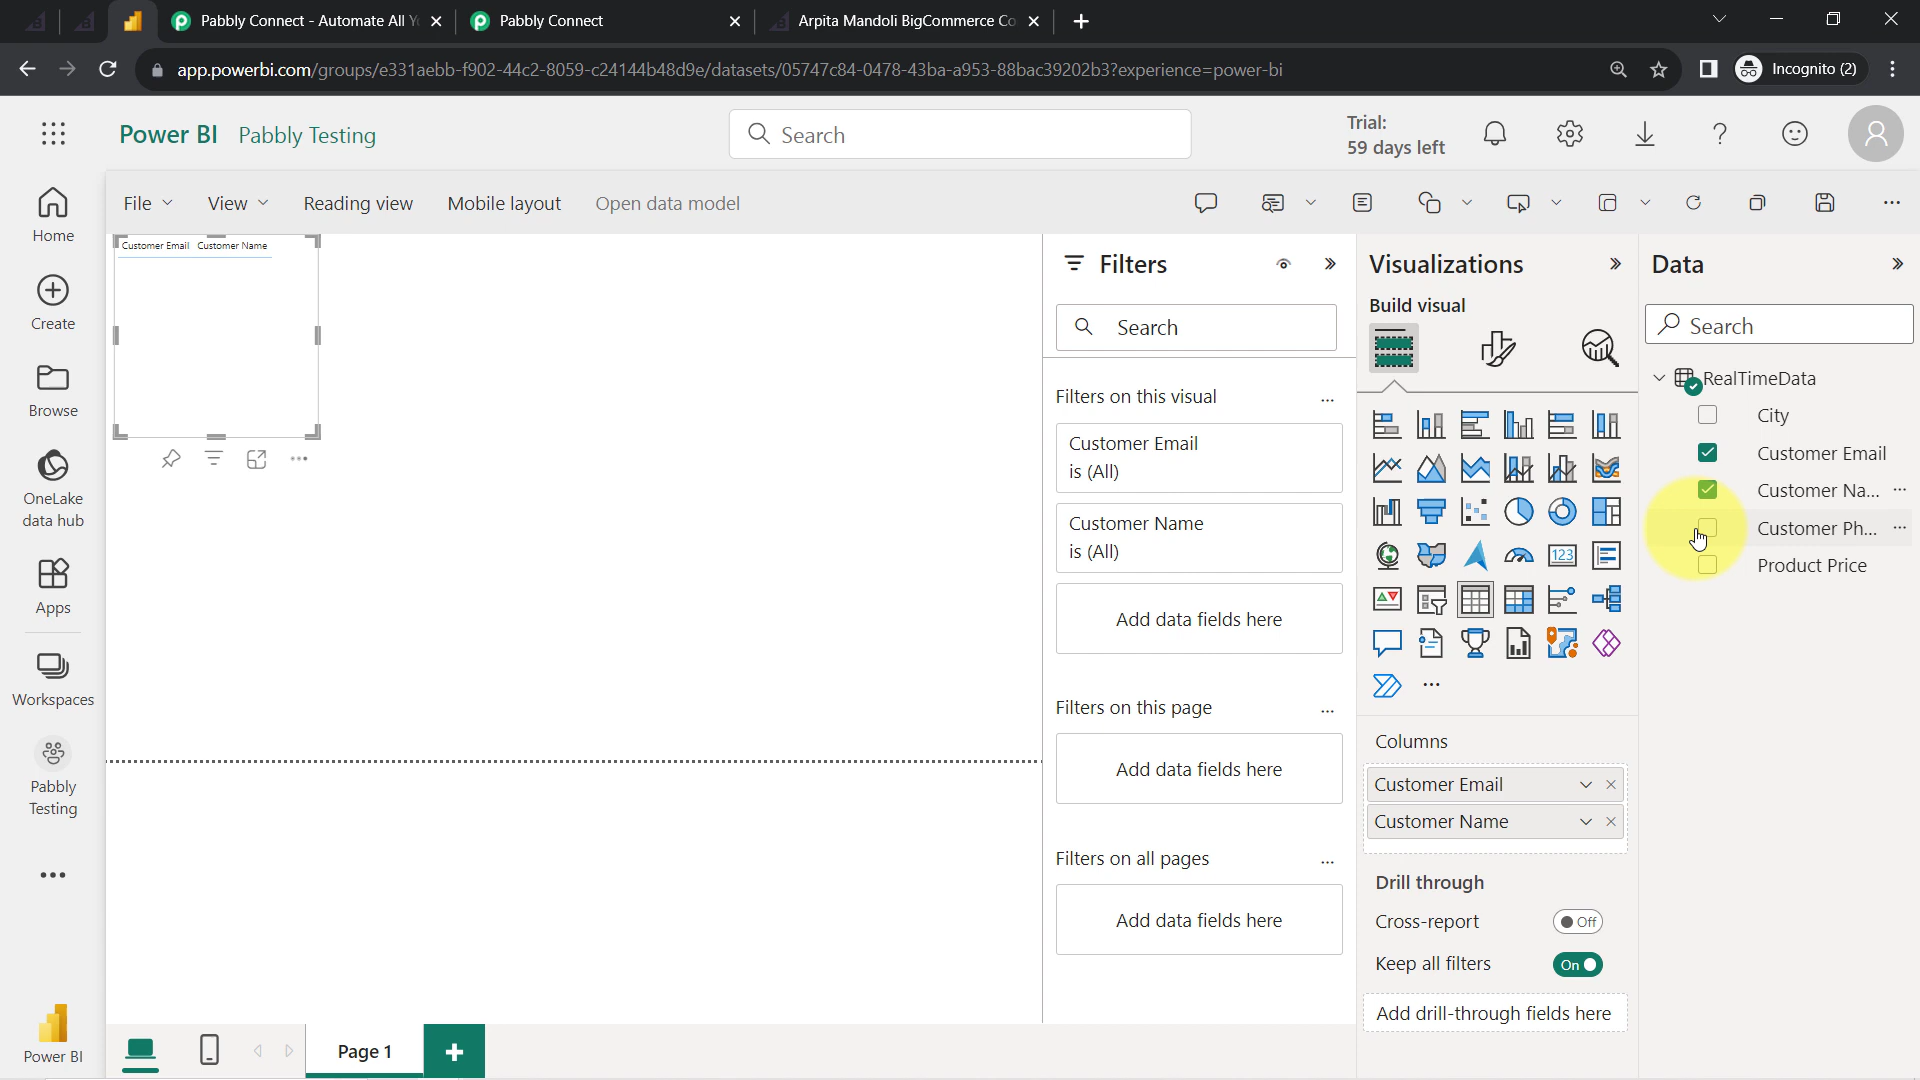 Pabbly Connect - Automate All Y
Pabbly Connect
Arpita Mandoli BigCommerce Co
app.powerbi.com/groups/e331aebb-f902-44c2-8059-c24144b48d9e/datasets/05747c84-0478-43ba-a953-88bac39202b3?experience=power-bi
Incognito (2)
Power BI Pabbly Testing
Search
Trial:
59 days left
File
View
Reading view
Mobile layout
Open data model
Home
Create
Browse
OneLake
data hub
Apps
Workspaces
Pabbly
Testing
Power BI
Customer Email Customer Name
Filters
Search
Filters on this visual
Customer Email
is (All)
Customer Name
is (All)
Add data fields here
Filters on this page
Add data fields here
Filters on all pages
Add data fields here
Visualizations
Build visual
123
Columns
Customer Email
Customer Name
Drill through
Cross-report
Off
Keep all filters
On
Add drill-through fields here
Data
Search
RealTimeData
City
Customer Email
Customer Na...
Customer Ph...
Product Price
Page 1